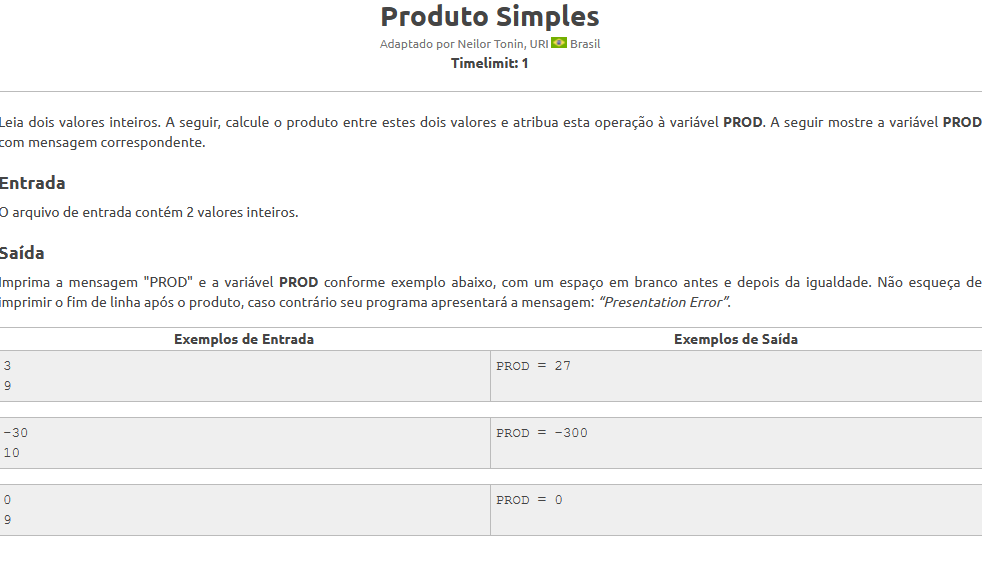 Produto Simples
Adaptado por Neilor Tonin, URI Brasil
Timelimit: 1
Leia dois valores inteiros. A seguir, calcule o produto entre estes dois valores e atribua esta operação à variável PROD. A seguir mostre a variável PROD
com mensagem correspondente.
Entrada
O arquivo de entrada contém 2 valores inteiros.
Saída
Imprima a mensagem "PROD" e a variável PROD conforme exemplo abaixo, com um espaço em branco antes e depois da igualdade. Não esqueça de
imprimir o fim de linha após o produto, caso contrário seu programa apresentará a mensagem: “Presentation Error”.
Exemplos de Entrada Exemplos de Saída
3 PROD = 27
9
-30 PROD = -300
10
0 PROD = 0
9